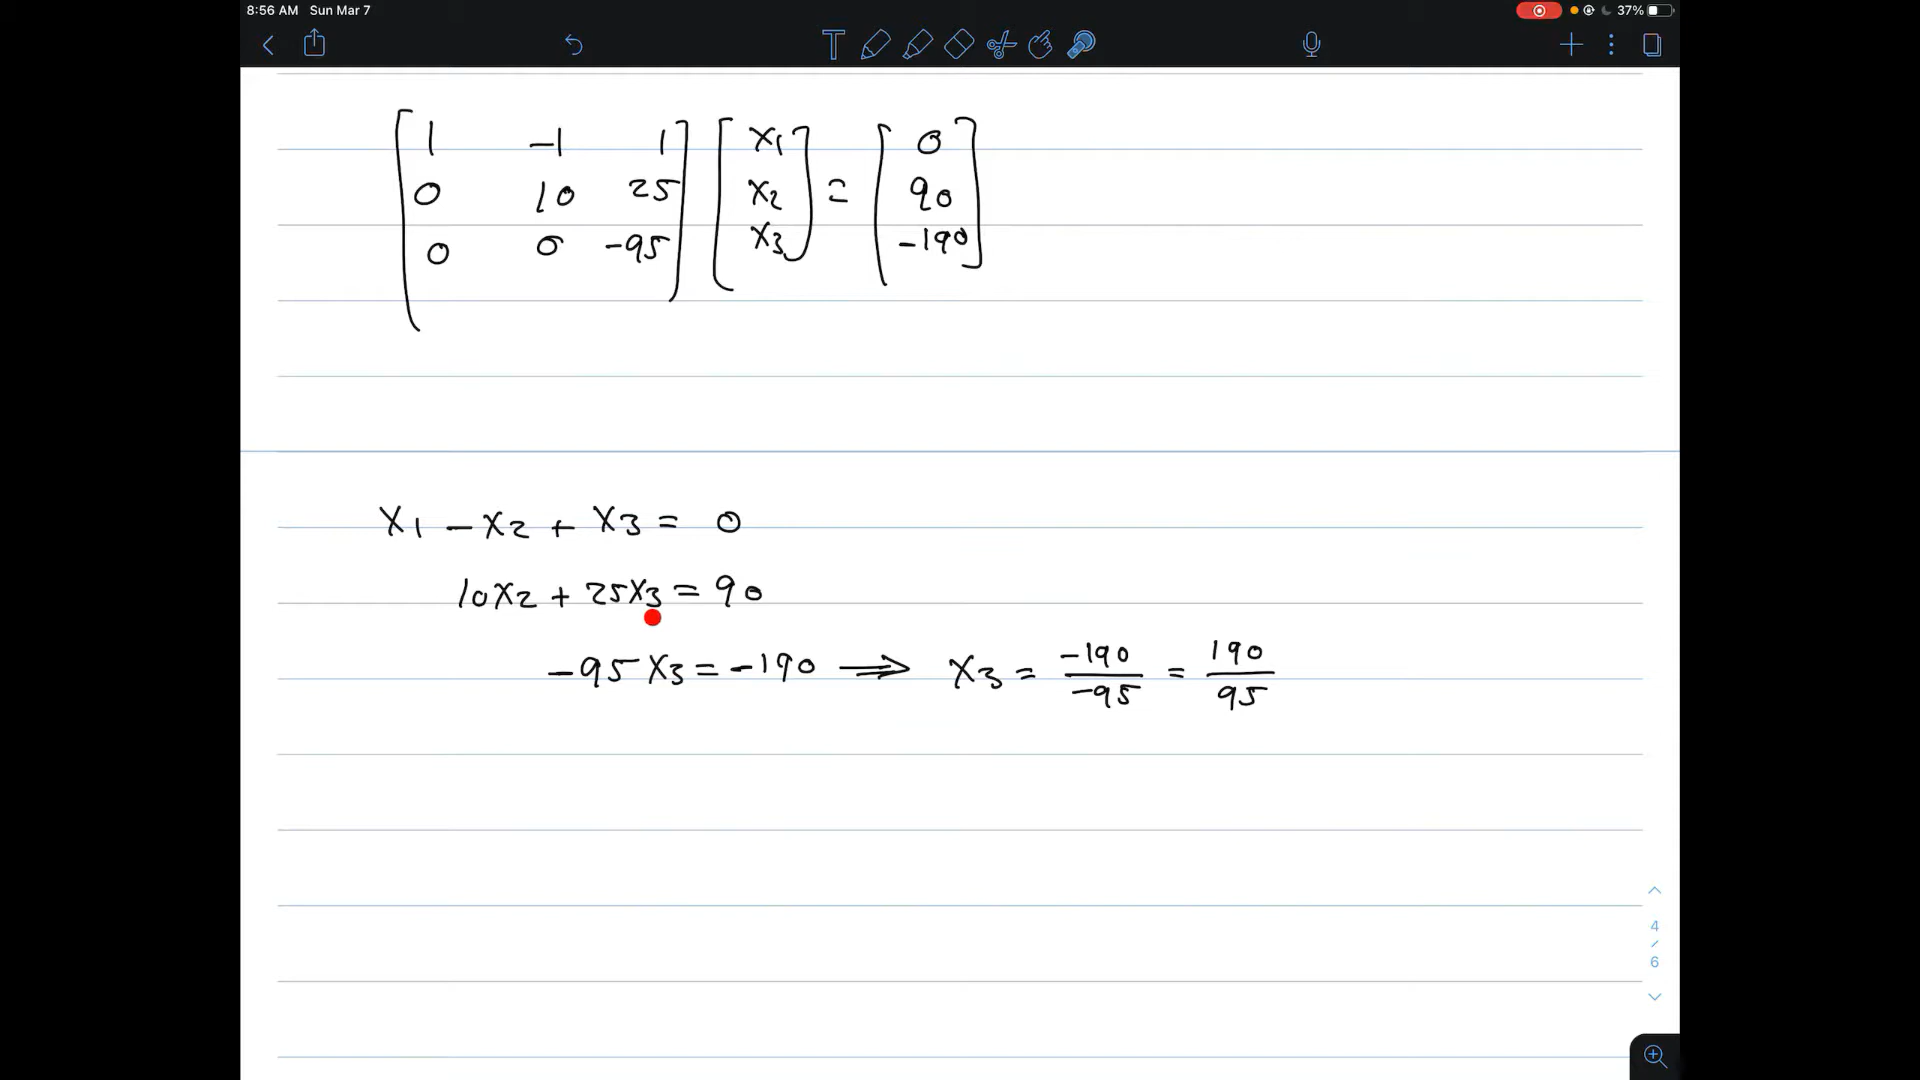 8:56 AM Sun Mar 7
37%
1 -1 1 x1 0
0 10 25 x2 = 90
0 0 -95 x3 -190
x1 - x2 + x3 = 0
10x2 + 25x3 = 90
-95x3 = -190 ⟹ x3 = -190/-95 = 190/95
4
/
6